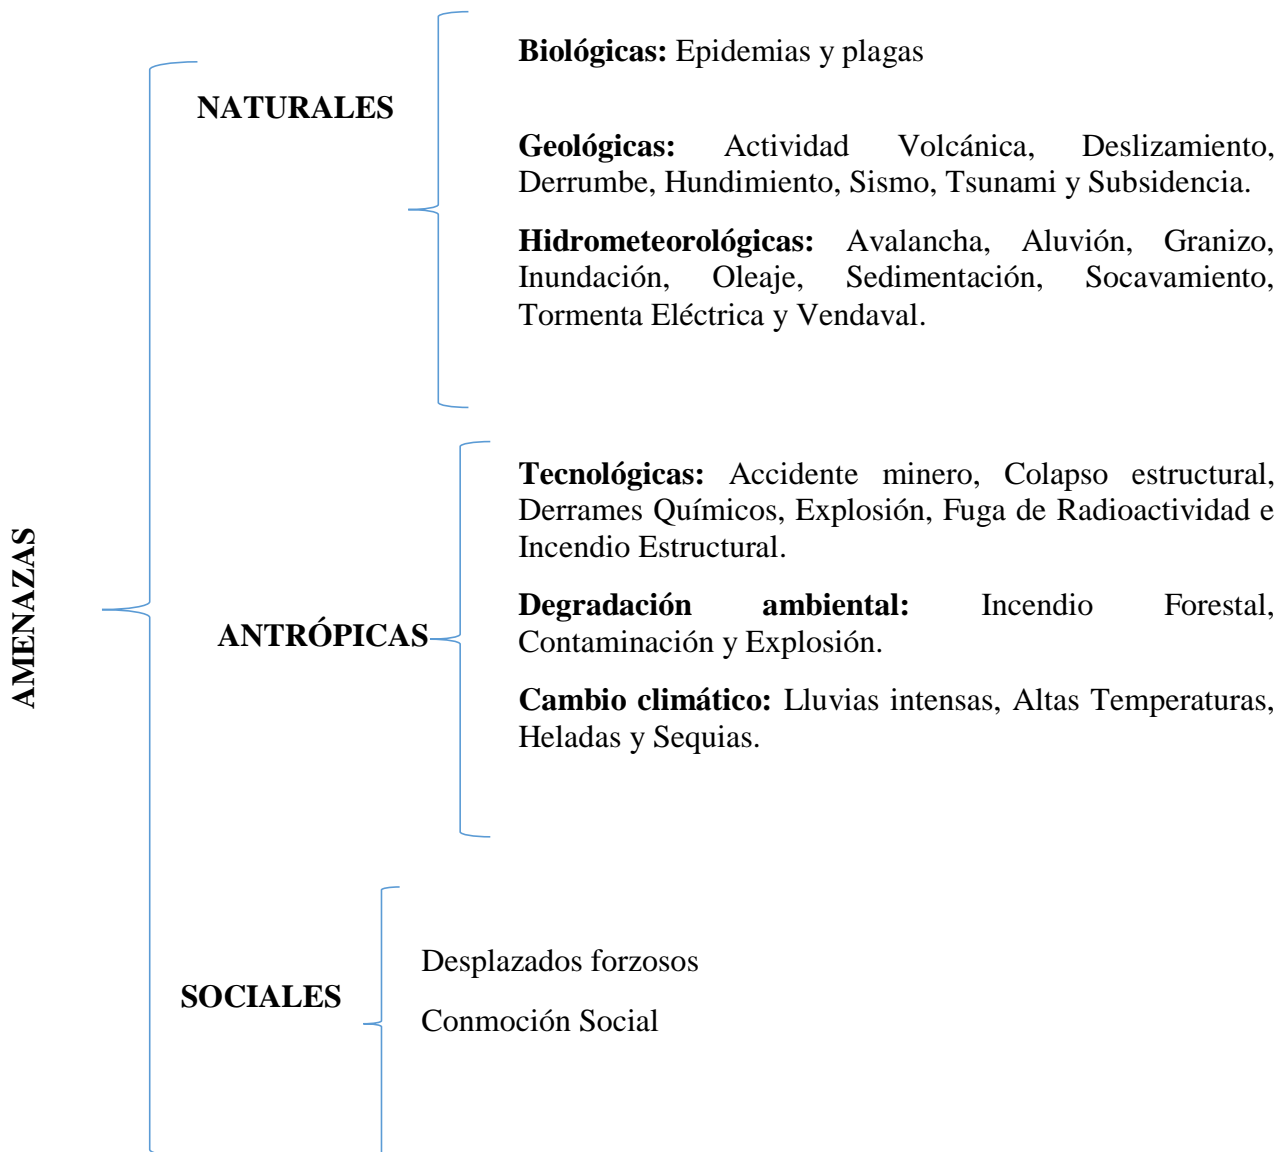 AMENAZAS
NATURALES
Biológicas: Epidemias y plagas
Geológicas: Actividad Volcánica, Deslizamiento,
Derrumbe, Hundimiento, Sismo, Tsunami y Subsidencia.
Hidrometeorológicas: Avalancha, Aluvión, Granizo,
Inundación, Oleaje, Sedimentación, Socavamiento,
Tormenta Eléctrica y Vendaval.
ANTRÓPICAS
Tecnológicas: Accidente minero, Colapso estructural,
Derrames Químicos, Explosión, Fuga de Radioactividad e
Incendio Estructural.
Degradación ambiental: Incendio Forestal,
Contaminación y Explosión.
Cambio climático: Lluvias intensas, Altas Temperaturas,
Heladas y Sequias.
SOCIALES
Desplazados forzosos
Conmoción Social